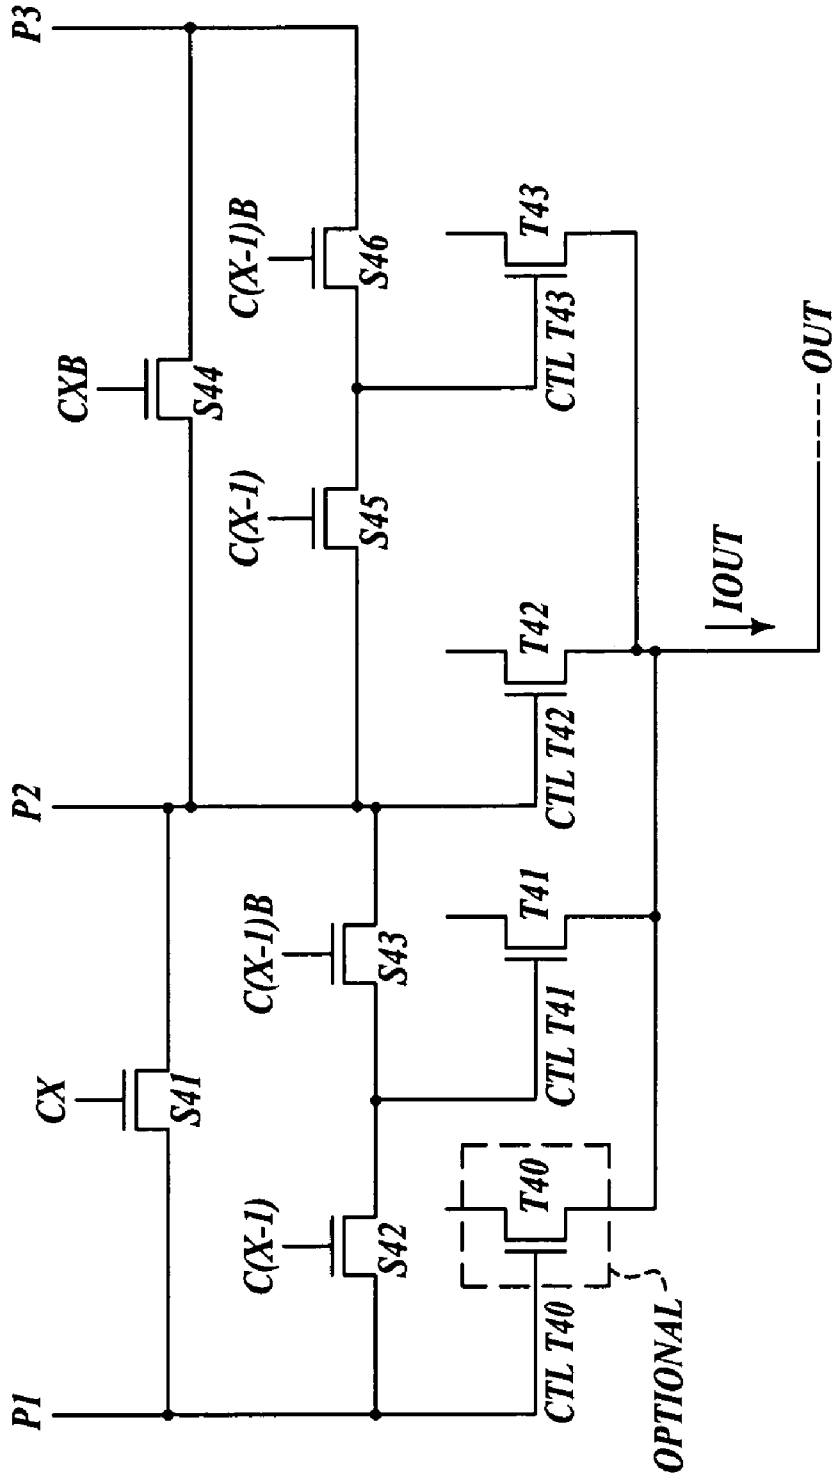 P1
P2
P3
CX
CXB
S41
S44
C(X-1)
C(X-1)B
C(X-1)
C(X-1)B
S42
S43
S45
S46
T40
T41
T42
T43
CTL T40
CTL T41
CTL T42
CTL T43
OPTIONAL
IOUT
OUT